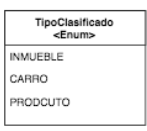 TipoClasificado
<Enum>
INMUEBLE
CARRO
PRODCUTO